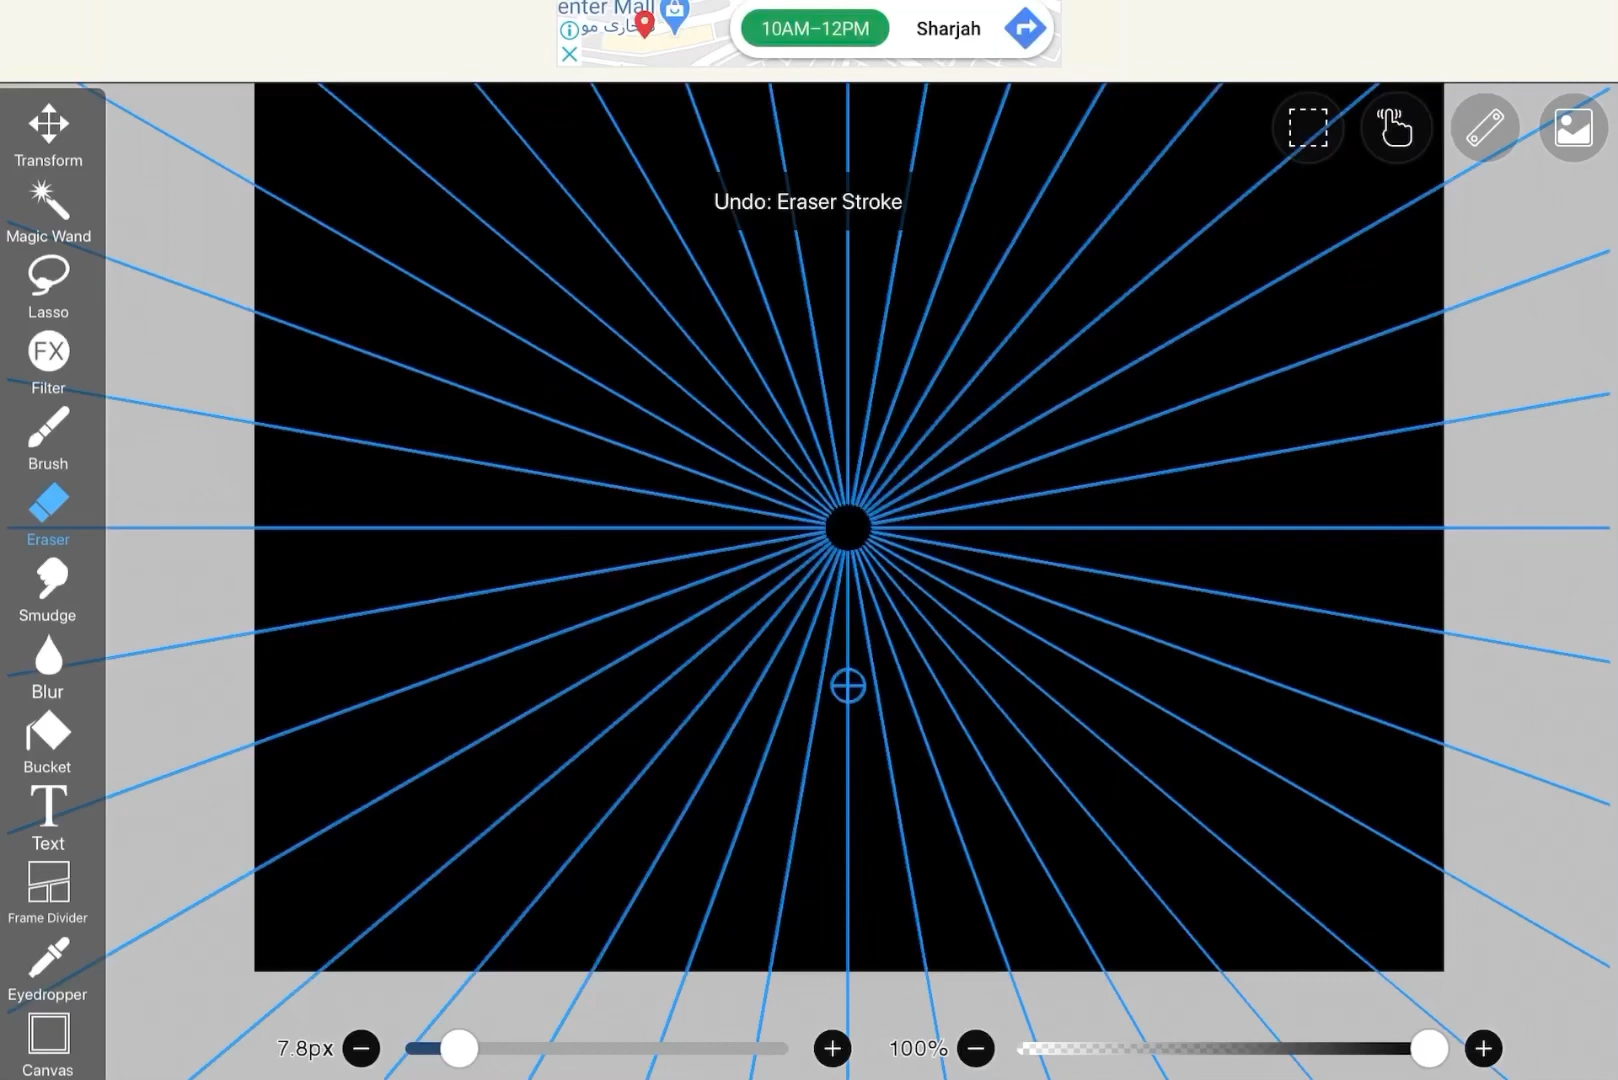 enter Mall
10AM–12PM
Sharjah
Transform
Magic Wand
Undo: Eraser Stroke
Lasso
FX
Filter
Brush
Eraser
Smudge
Blur
Bucket
T
Text
Frame Divider
Eyedropper
Canvas
7.8px
100%